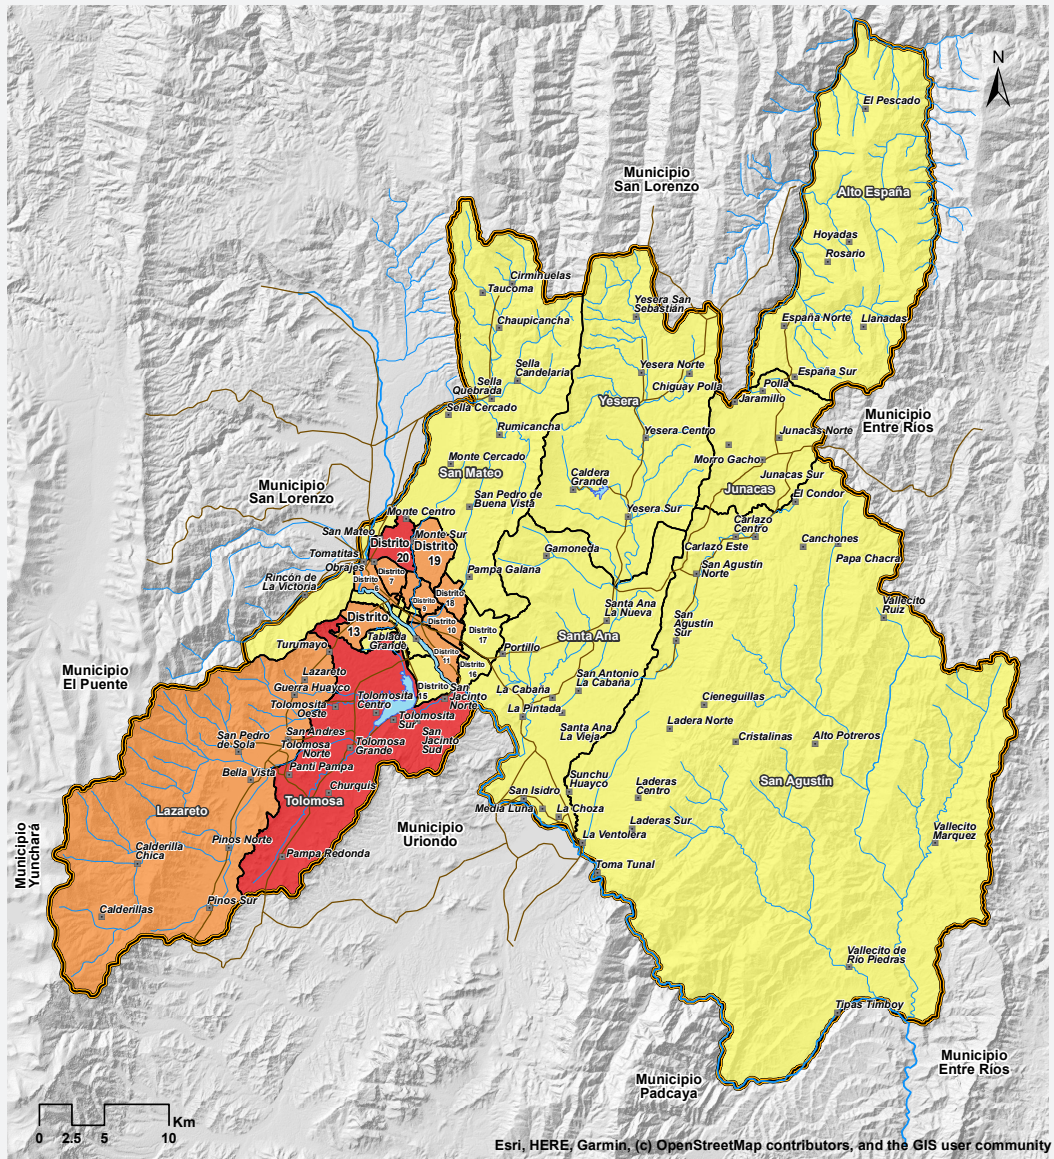 N
El Pescado
Municipio
San Lorenzo
Alto España
Hoyadas
Rosario
Cirmihuelas
Taucoma
Yesera San
Sebastián
Chaupicancha
España Norte
Llanadas
Sella
Candelaria
Yesera Norte
España Sur
Sella
Quebrada
Chiguay Polla
Polla
Jaramillo
Yesera
Sella Cercado
Municipio
Entre Ríos
Rumicancha
Yesera Centro
Junacas Norte
Monte Cercado
Morro Gacho
San Mateo
Caldera
Grande
Junacas Sur
Junacas
Municipio
San Lorenzo
San Pedro de
Buena Vista
El Condor
Monte Centro
Yesera Sur
Carlazo
Centro
San Mateo
Monte Sur
Distrito
20
Distrito
19
Carlazo Este
Canchones
Tomatitas
Gamoneda
Papa Chacra
Obrajes
Distrito
7
Distrito
6
Pampa Galana
San Agustín
Norte
Rincón de
La Victoria
Distrito
18
Distrito
9
Santa Ana
La Nueva
Vallecito
Ruiz
Distrito
13
Distrito
10
San
Agustín
Sur
Distrito
17
Santa Ana
Turumayo
Tablada
Grande
Portillo
Distrito
11
Distrito
16
Municipio
El Puente
Lazareto
Guerra Huayco
San Antonio
La Cabaña
La Cabaña
Distrito
15
San
Jacinto
Norte
Tolomosita
Centro
Tolomosita
Oeste
Cieneguillas
La Pintada
Tolomosita
Sur
Ladera Norte
San Andres
Santa Ana
La Vieja
San Pedro
de Sola
Tolomosa
Norte
Tolomosa
Grande
San
Jacinto
Sud
Cristalinas
Alto Potreros
Panti Pampa
Bella Vista
Sunchu
Huayco
San Agustín
Churquis
San Isidro
Laderas
Centro
Tolomosa
Lazareto
Media Luna
La Choza
Laderas Sur
Municipio
Uriondo
La Ventolera
Vallecito
Marquez
Pinos Norte
Calderilla
Chica
Pampa Redonda
Municipio
Yunchará
Toma Tunal
Pinos Sur
Calderillas
Vallecito de
Río Piedras
Tipas Timboy
Municipio
Entre Ríos
Municipio
Padcaya
Km
0 2.5 5 10
Esri, HERE, Garmin, (c) OpenStreetMap contributors, and the GIS user community